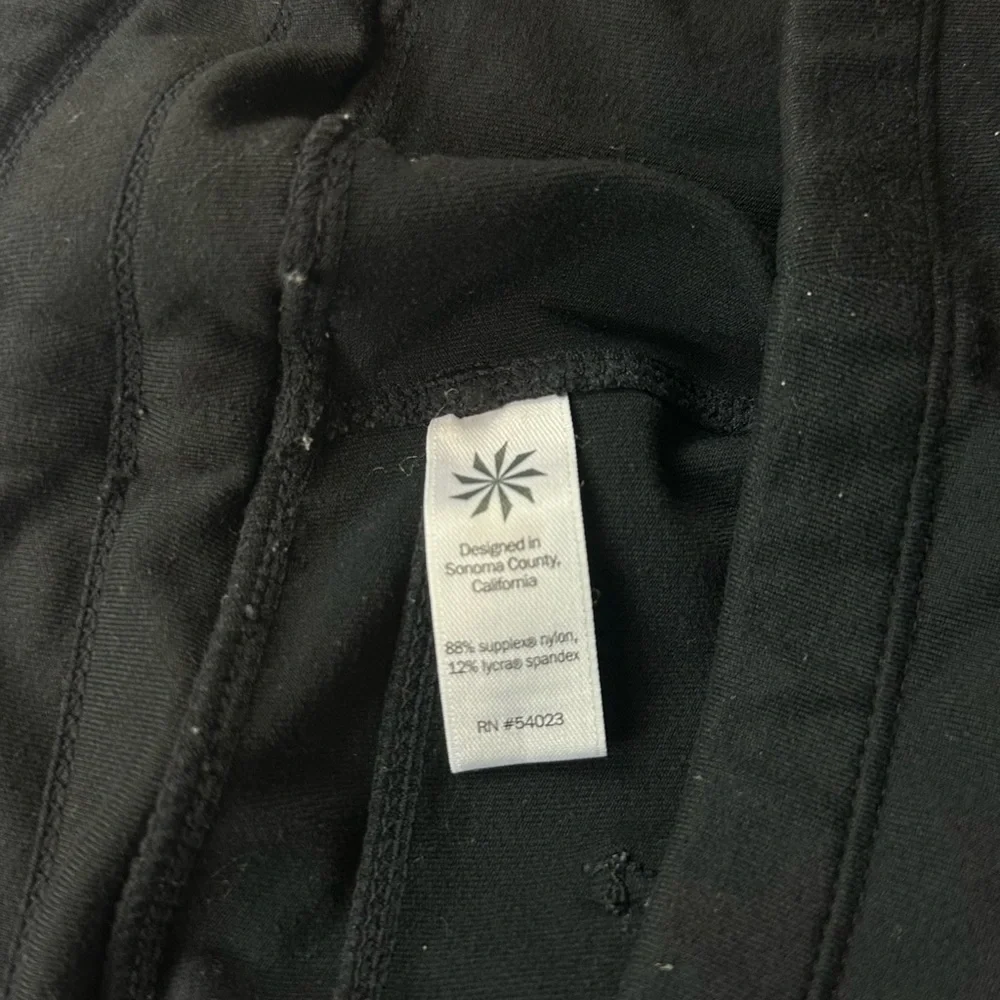 Designed in
Sonoma County,
California
88% supplex® nylon,
12% lycra® spandex
RN #54023